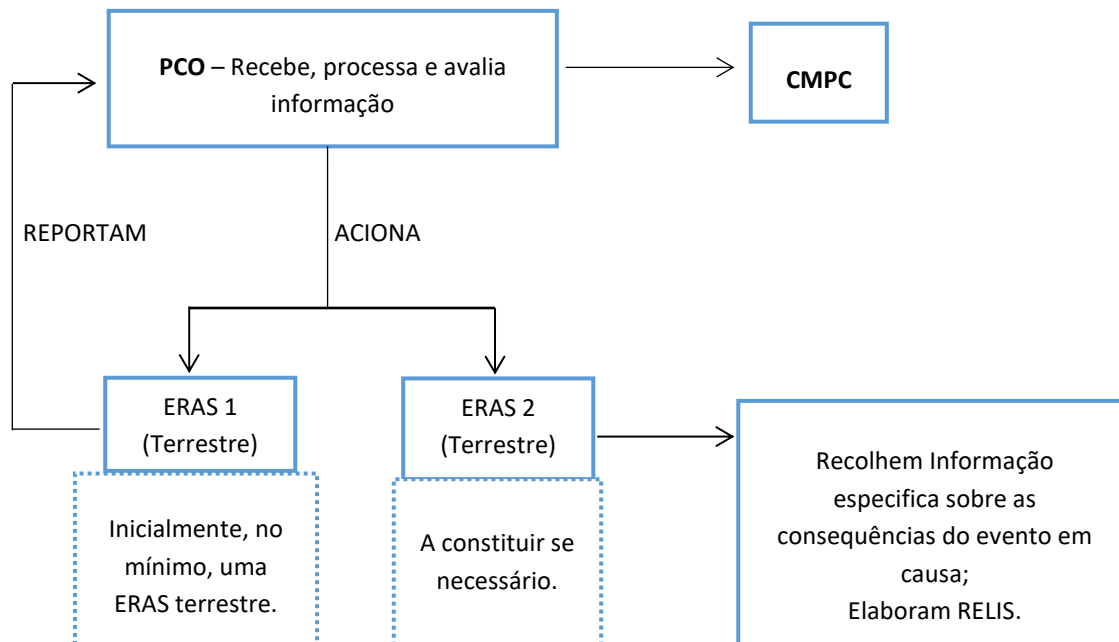 PCO – Recebe, processa e avalia
informação
CMPC
REPORTAM
ACIONA
ERAS 1
(Terrestre)
ERAS 2
(Terrestre)
Inicialmente, no
mínimo, uma
ERAS terrestre.
A constituir se
necessário.
Recolhem Informação
especifica sobre as
consequências do evento em
causa;
Elaboram RELIS.